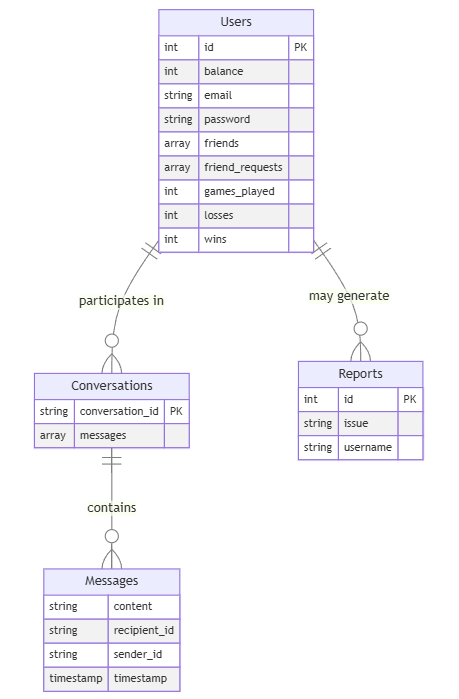 Users
int id PK
int balance
string email
string password
array friends
array friend_requests
int games_played
int losses
int wins
participates in
may generate
Conversations
string conversation_id PK
array messages
Reports
int id PK
string issue
string username
contains
Messages
string content
string recipient_id
string sender_id
timestamp timestamp